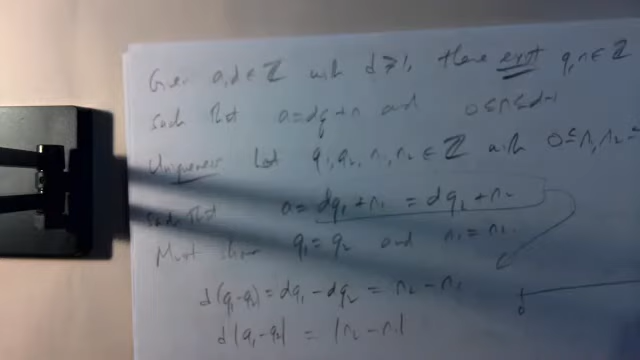 Given a,d ∈ ℤ with d ≥ 1, there exist q, r ∈ ℤ
such that a = dq + r and 0 ≤ r ≤ d-1
Uniqueness Let q₁, q₂, r₁, r₂ ∈ ℤ with 0 ≤ r₁, r₂ ≤
such that a = dq₁ + r₁ = dq₂ + r₂
Must show q₁ = q₂ and r₁ = r₂.
d(q₁-q₂) = dq₁ - dq₂ = r₂ - r₁
d|q₁-q₂| = |r₂ - r₁|
0